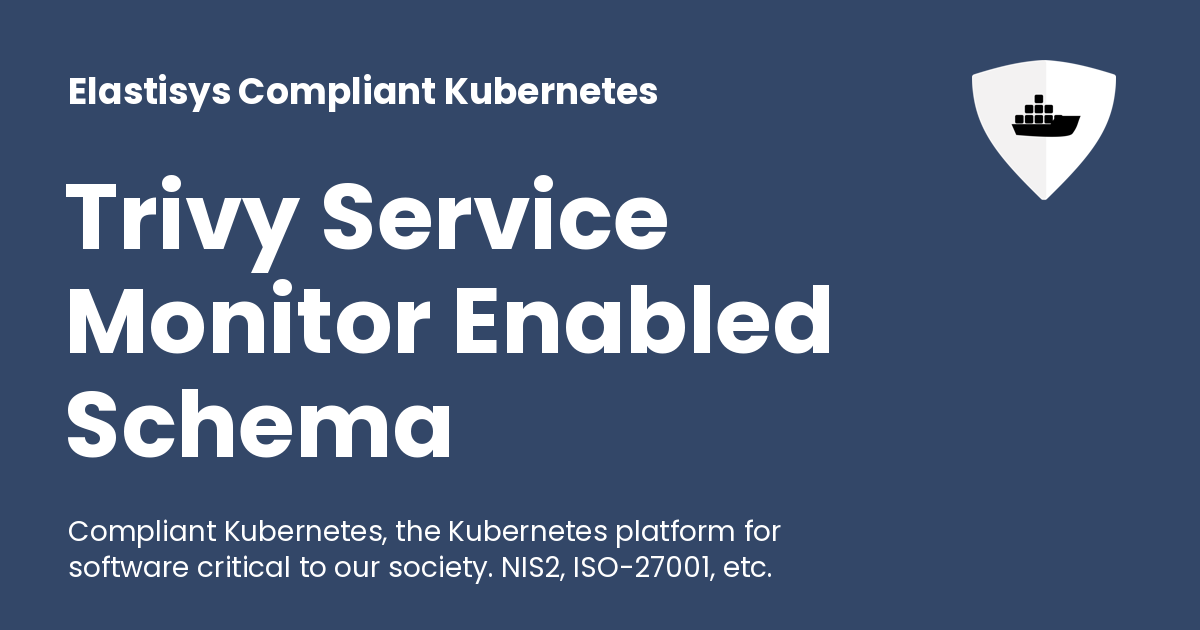 Elastisys Compliant Kubernetes
Trivy Service
Monitor Enabled
Schema
Compliant Kubernetes, the Kubernetes platform for
software critical to our society. NIS2, ISO-27001, etc.